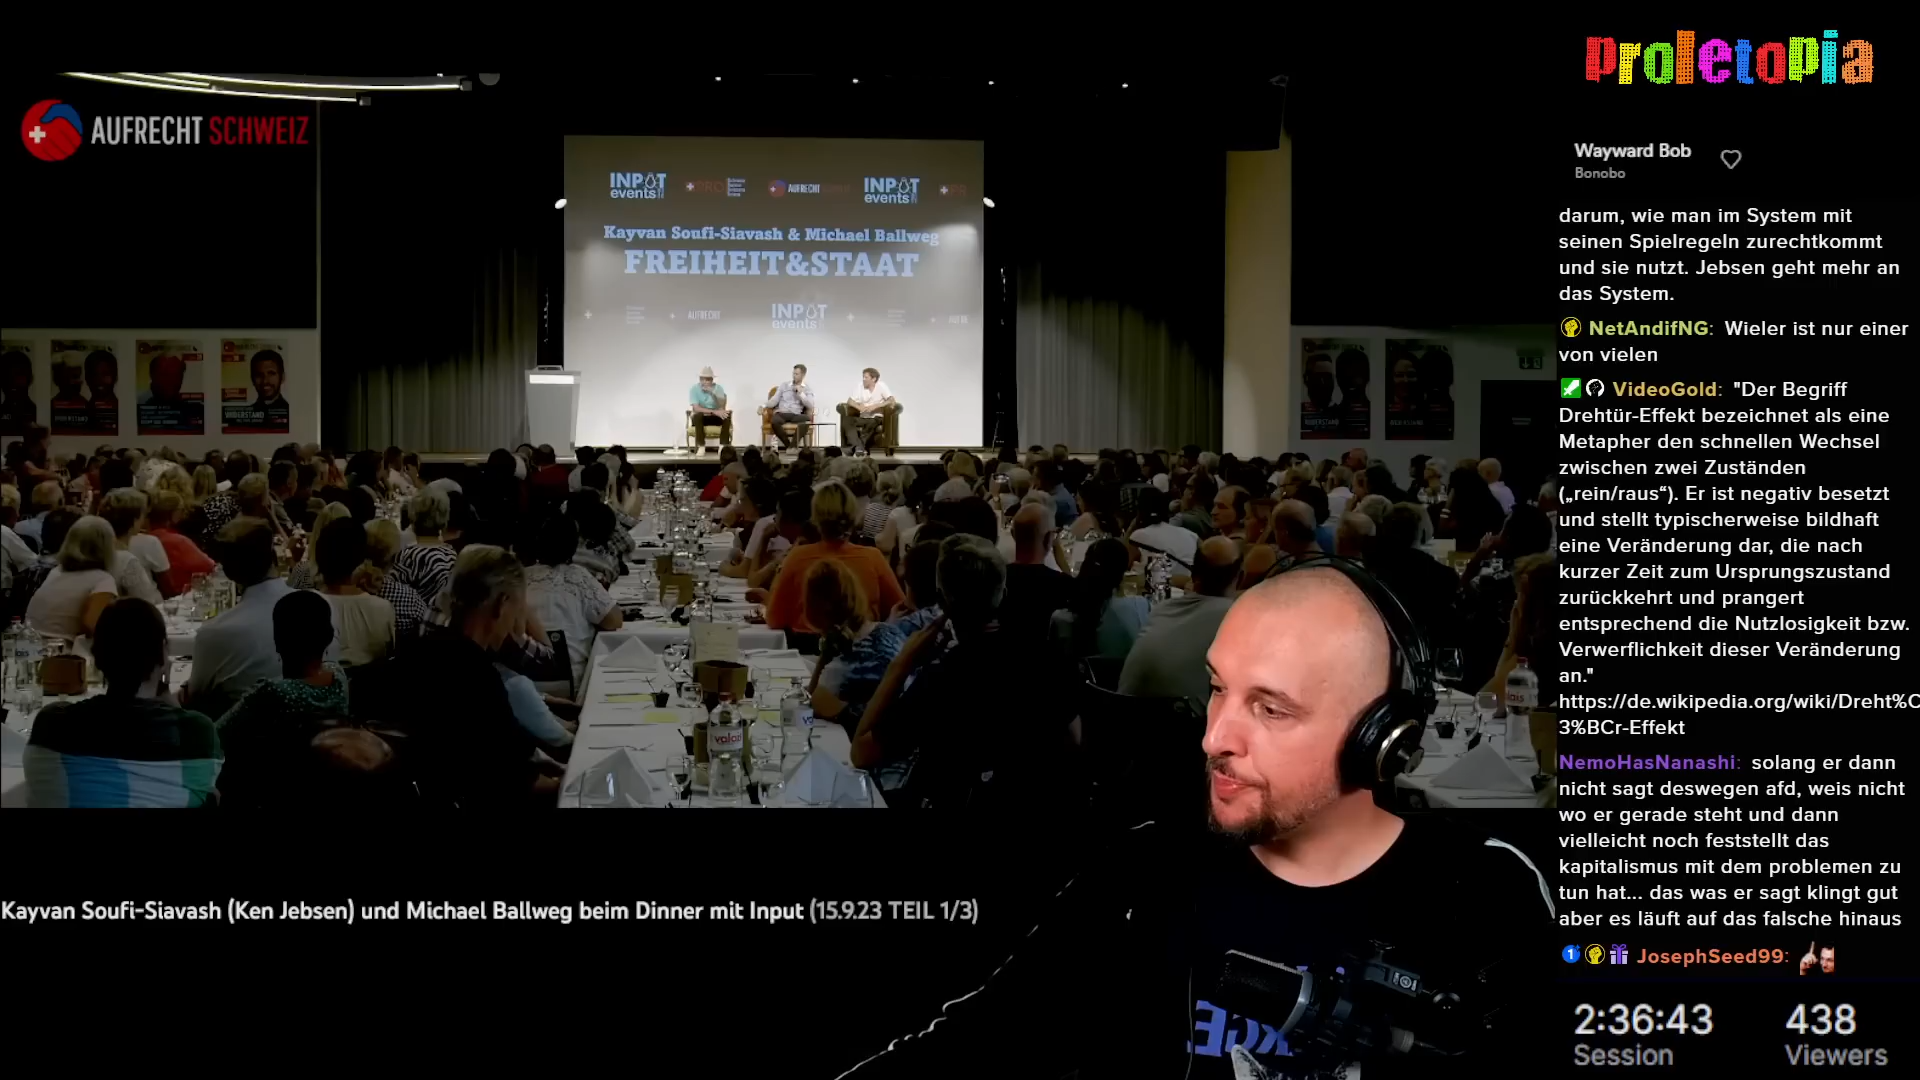 Proletopia
AUFRECHT SCHWEIZ
INPUT
events
PRO
AUFRECHT
INPUT
events
PR
Kayvan Soufi-Siavash & Michael Ballweg
FREIHEIT&STAAT
AUFRECHT
INPUT
events
AUFRE
WIDERSTAND
valais
Kayvan Soufi-Siavash (Ken Jebsen) und Michael Ballweg beim Dinner mit Input (15.9.23 TEIL 1/3)
Wayward Bob
Bonobo
darum, wie man im System mit
seinen Spielregeln zurechtkommt
und sie nutzt. Jebsen geht mehr an
das System.
NetAndifNG: Wieler ist nur einer
von vielen
VideoGold: "Der Begriff
Drehtür-Effekt bezeichnet als eine
Metapher den schnellen Wechsel
zwischen zwei Zuständen
(„rein/raus“). Er ist negativ besetzt
und stellt typischerweise bildhaft
eine Veränderung dar, die nach
kurzer Zeit zum Ursprungszustand
zurückkehrt und prangert
entsprechend die Nutzlosigkeit bzw.
Verwerflichkeit dieser Veränderung
an."
https://de.wikipedia.org/wiki/Dreht%C
3%BCr-Effekt
NemoHasNanashi: solang er dann
nicht sagt deswegen afd, weis nicht
wo er gerade steht und dann
vielleicht noch feststellt das
kapitalismus mit dem problemen zu
tun hat... das was er sagt klingt gut
aber es läuft auf das falsche hinaus
1 JosephSeed99:
2:36:43
Session
438
Viewers